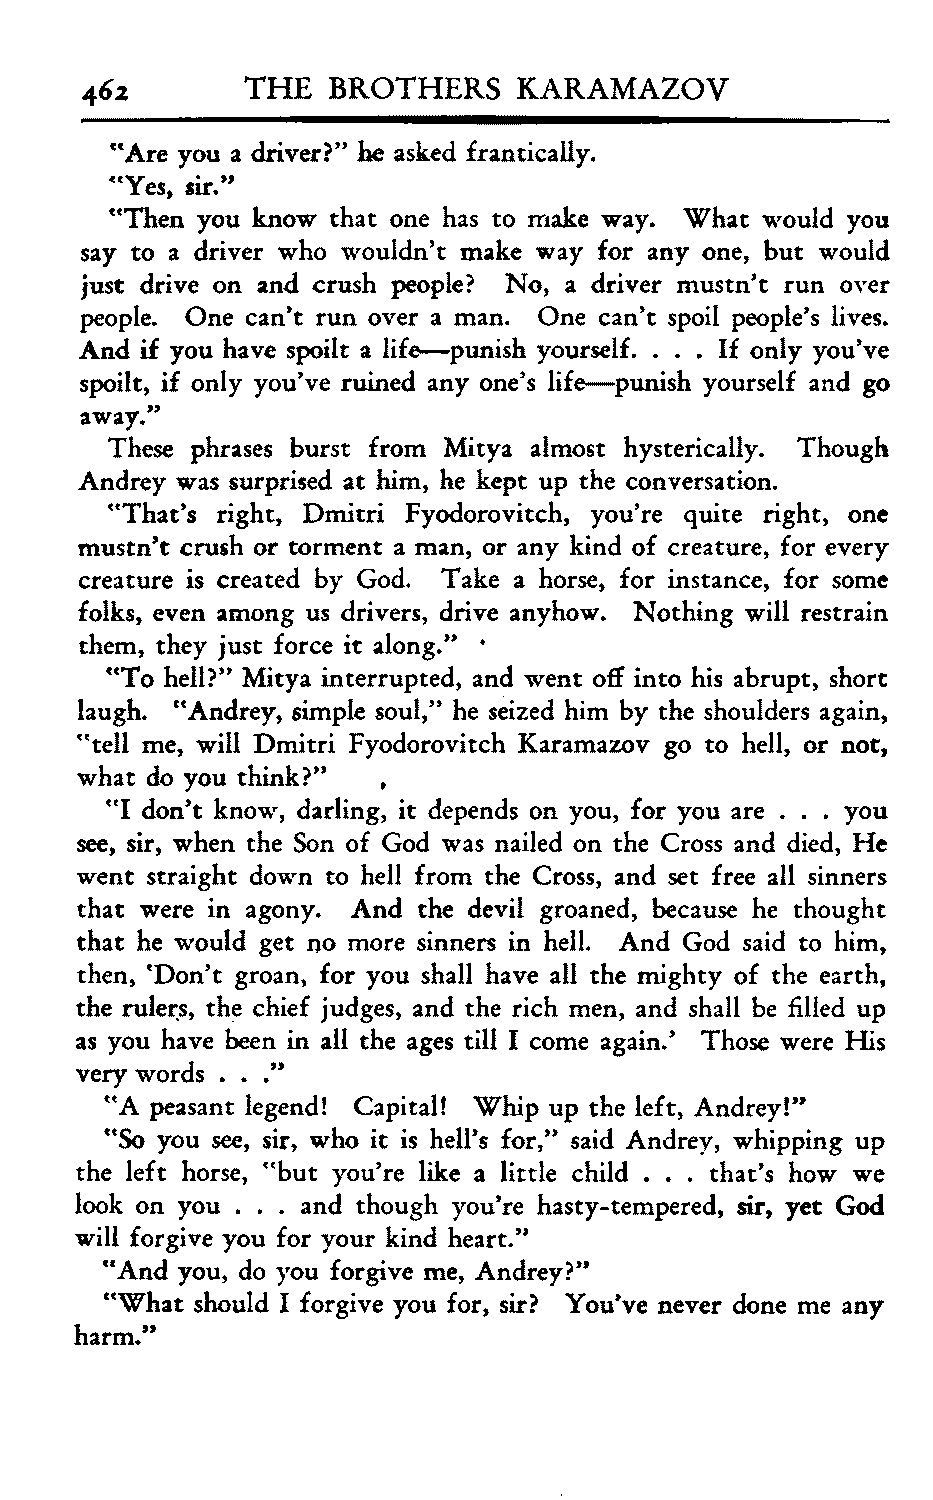 462 THE BROTHERS KARAMAZOV
"Are you a driver?" he asked frantically.
"Yes, sir."
"Then you know that one has to make way. What would you
say to a driver who wouldn't make way for any one, but would
just drive on and crush people? No, a driver mustn't run over
people. One can't run over a man. One can't spoil people's lives.
And if you have spoilt a life—punish yourself. . . . If only you've
spoilt, if only you've ruined any one's life—punish yourself and go
away."
These phrases burst from Mitya almost hysterically. Though
Andrey was surprised at him, he kept up the conversation.
"That's right, Dmitri Fyodorovitch, you're quite right, one
mustn't crush or torment a man, or any kind of creature, for every
creature is created by God. Take a horse, for instance, for some
folks, even among us drivers, drive anyhow. Nothing will restrain
them, they just force it along."
"To hell?" Mitya interrupted, and went off into his abrupt, short
laugh. "Andrey, simple soul," he seized him by the shoulders again,
"tell me, will Dmitri Fyodorovitch Karamazov go to hell, or not,
what do you think?"
"I don't know, darling, it depends on you, for you are . . . you
see, sir, when the Son of God was nailed on the Cross and died, He
went straight down to hell from the Cross, and set free all sinners
that were in agony. And the devil groaned, because he thought
that he would get no more sinners in hell. And God said to him,
then, 'Don't groan, for you shall have all the mighty of the earth,
the rulers, the chief judges, and the rich men, and shall be filled up
as you have been in all the ages till I come again.' Those were His
very words . . ."
"A peasant legend! Capital! Whip up the left, Andrey!"
"So you see, sir, who it is hell's for," said Andrey, whipping up
the left horse, "but you're like a little child . . . that's how we
look on you . . . and though you're hasty-tempered, sir, yet God
will forgive you for your kind heart."
"And you, do you forgive me, Andrey?"
"What should I forgive you for, sir? You've never done me any
harm."